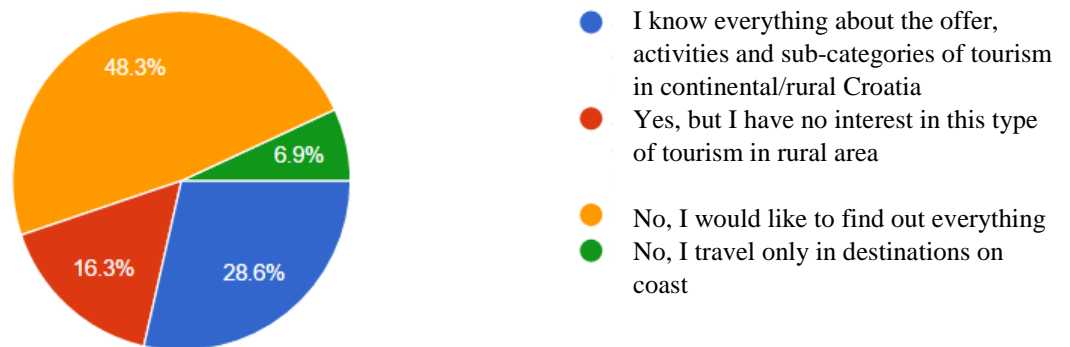 48.3%
6.9%
16.3%
28.6%
I know everything about the offer,
activities and sub-categories of tourism
in continental/rural Croatia
Yes, but I have no interest in this type
of tourism in rural area
No, I would like to find out everything
No, I travel only in destinations on
coast